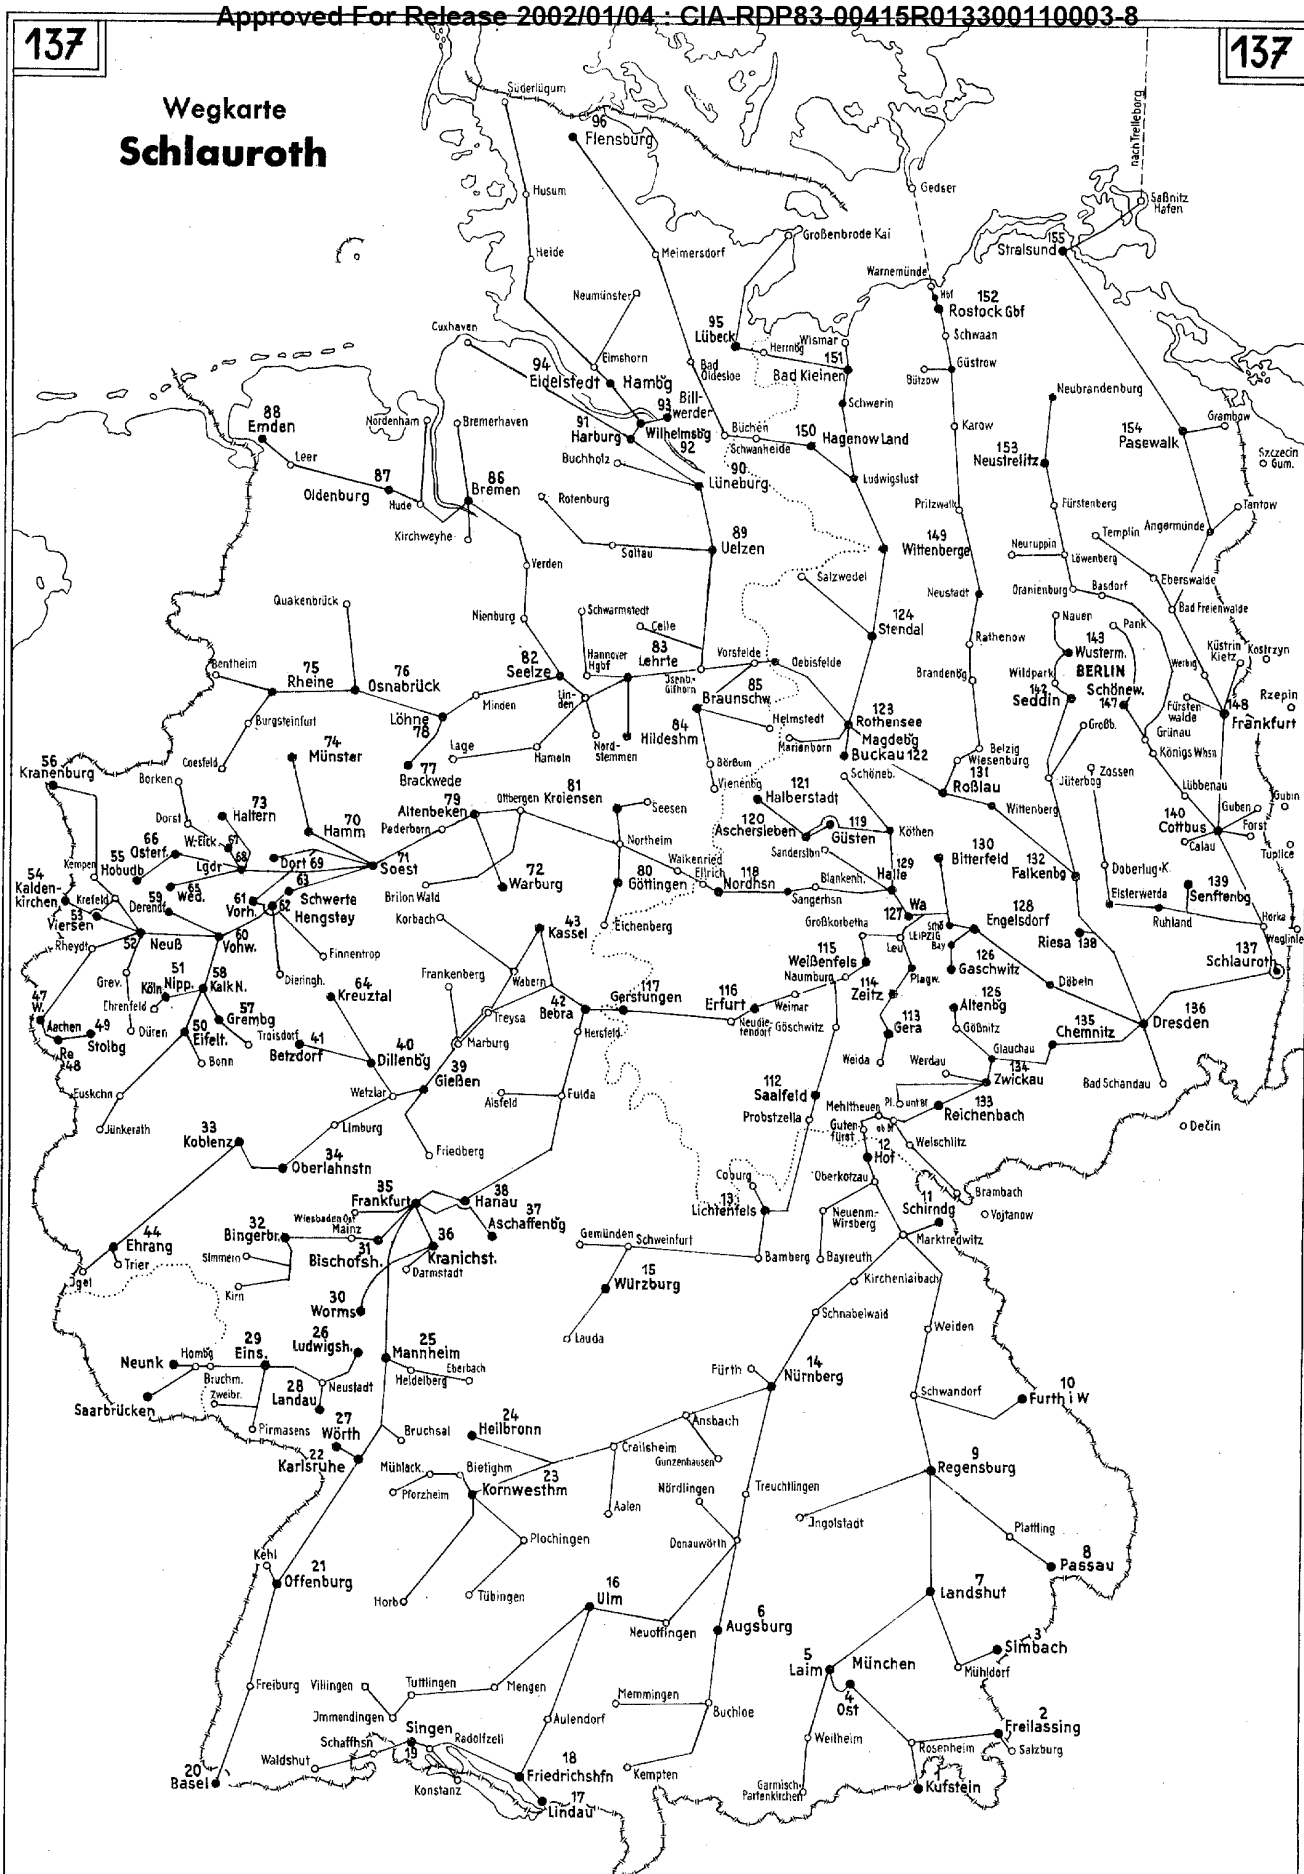 Approved For Release 2002/01/04 : CIA-RDP83-00415R013300110003-8
137
137
Wegkarte
Schlauroth
Süderlügum
96
Flensburg
nach Trelleborg
Gedser
Husum
Saßnitz
Hafen
Großenbrode Kai
155
Stralsund
Heide
Meimersdorf
Warnemünde
Hbf
Neumünster
152
Rostock Gbf
Cuxhaven
95
Lübeck
Herrnbg
Wismar
151
Bad Kleinen
Schwaan
Elmshorn
94
Eidelstedt
Hambg
Bad
Oldesloe
Bützow
Güstrow
Neubrandenburg
Bill-
93
werder
Schwerin
Grambow
88
Emden
Nordenham
Bremerhaven
91
Harburg
Wilhelmsbg
92
Büchen
Schwanheide
150
Hagenow Land
Karow
153
Neustrelitz
154
Pasewalk
Szczecin
Gum.
Leer
Buchholz
90
Lüneburg
Ludwigslust
87
Oldenburg
86
Bremen
Hude
Rotenburg
Pritzwalk
Fürstenberg
Tantow
Kirchweyhe
Soltau
89
Uelzen
149
Wittenberge
Neuruppin
Templin
Angermünde
Löwenberg
Verden
Salzwedel
Eberswalde
Quakenbrück
Schwarmstedt
Neustadt
Oranienburg
Basdorf
Bad Freienwalde
Nienburg
Celle
124
Stendal
Nauen
Pank
143
Wusterm.
Küstrin
Kietz
Kostrzyn
Bentheim
75
Rheine
76
Osnabrück
82
Seelze
Hannover
Hgbf
83
Lehrte
Vorsfelde
Oebisfelde
Rathenow
Wildpark
BERLIN
Werbig
Jsenb.-
Gifhorn
85
Braunschw.
Brandenbg
142
Seddin
Schönew.
147
Fürsten
walde
148
Frankfurt
Rzepin
Burgsteinfurt
Löhne
78
Minden
Lin-
den
84
Hildeshm
Helmstedt
123
Rothensee
Magdebg
Buckau 122
Marienborn
Großb.
74
Münster
Lage
Hameln
Nord-
stemmen
Belzig
Wiesenburg
Königs Whsn
Grünau
56
Kranenburg
Coesfeld
Borken
77
Brackwede
Börßum
Vienenbg
Schöneb.
131
Roßlau
Jüterbog
Zossen
Lübbenau
73
Haltern
79
Altenbeken
Ottbergen
81
Kreiensen
Seesen
121
Halberstadt
Wittenberg
Guben
Gubin
Dorst
W-Eick.
67
70
Hamm
Paderborn
Northeim
120
Aschersleben
119
Güsten
Köthen
140
Cottbus
Forst
Calau
Tuplice
66
Osterf.
68
Lgdr
Dort 69
71
Soest
Walkenried
Ellrich
Sanderslbn
129
Halle
130
Bitterfeld
132
Falkenbg
Doberlug-K.
Kempen
55
Hobudb
65
Wed.
Brilon Wald
72
Warburg
80
Göttingen
118
Nordhsn
Blankenh.
Sangerhsn
Elsterwerda
139
Senftenbg
54
Kalden-
kirchen
Krefeld
59
Derendf
61
Vorh.
63
Schwerte
62
Hengstey
Korbach
Wa
127
128
Engelsdorf
Ruhland
Horka
Waglinie
53
Viersen
Rheydt
52
Neuß
60
Vohw.
43
Kassel
Eichenberg
Großkorbetha
LEIPZIG
Leu
Bay
Riesa
138
137
Schlauroth
Finnentrop
115
Weißenfels
126
Gaschwitz
Grev.
51
Nipp.
Köln
58
Kalk N.
Dieringh.
Frankenberg
Wabern
Naumburg
Plagw.
Döbeln
47
W.
Aachen
Ehrenfeld
57
Grembg
64
Kreuztal
42
Bebra
117
Gerstungen
116
Erfurt
Weimar
114
Zeitz
125
Altenbg
136
Dresden
49
Stolbg
Re
48
Düren
50
Eifelt.
Troisdorf
41
Betzdorf
Treysa
Hersfeld
Neudie-
tendorf
Göschwitz
113
Gera
Gößnitz
135
Chemnitz
Bonn
40
Dillenbg
Marburg
Weida
Werdau
Glauchau
134
Zwickau
Bad Schandau
Euskchn
39
Gießen
Wetzlar
Alsfeld
Fulda
112
Saalfeld
Mehltheuer
Pl. unt Bf
133
Reichenbach
Jünkerath
33
Koblenz
Limburg
Friedberg
Probstzella
Guten-
fürst
ob Bf
Děčin
34
Oberlahnstn
12
Hof
Welschlitz
35
Frankfurt
38
Hanau
Coburg
Oberkotzau
13
Lichtenfels
Brambach
Wiesbaden Ost
Mainz
37
Aschaffenbg
11
Schirndg
Vojtanow
32
Bingerbr.
31
Bischofsh.
36
Kranichst.
Gemünden
Schweinfurt
Neuenm.-
Wirsberg
44
Ehrang
Simmern
Marktredwitz
Trier
Darmstadt
Bamberg
Bayreuth
Jgel
Kirn
15
Würzburg
Kirchenlaibach
30
Worms
Schnabelwaid
Lauda
Weiden
29
Eins.
26
Ludwigsh.
25
Mannheim
Neunk
Hombg
Bruchm.
Eberbach
Heidelberg
Fürth
14
Nürnberg
Zweibr.
28
Landau
Neustadt
Schwandorf
10
Furth i W
Saarbrücken
Pirmasens
27
Wörth
Bruchsal
24
Heilbronn
Ansbach
22
Karlsruhe
Crailsheim
Gunzenhausen
9
Regensburg
Mühlack.
Bietighm
23
Kornwesthm
Pforzheim
Nördlingen
Treuchtlingen
Aalen
Jngolstadt
Plattling
Plochingen
Donauwörth
Kehl
8
Passau
21
Offenburg
Horb
Tübingen
16
Ulm
7
Landshut
Neuoffingen
6
Augsburg
3
Simbach
5
Laim
München
4
Ost
Mühldorf
Freiburg
Villingen
Tuttlingen
Mengen
Memmingen
Buchloe
Jmmendingen
Aulendorf
2
Freilassing
Singen
19
Radolfzell
Schaffhsn
Weilheim
Rosenheim
Salzburg
Waldshut
20
Basel
18
Friedrichshfn
Kempten
1
Kufstein
Konstanz
17
Lindau
Garmisch-
Partenkirchen